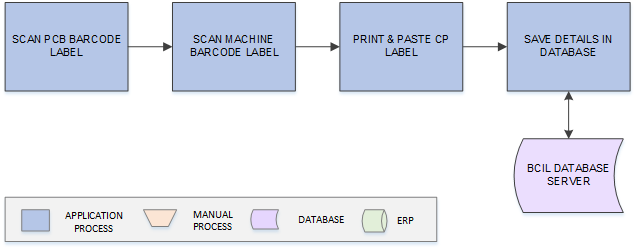 SCAN PCB BARCODE
LABEL
SCAN MACHINE
BARCODE LABEL
PRINT & PASTE CP
LABEL
SAVE DETAILS IN
DATABASE
BCIL DATABASE
SERVER
APPLICATION
PROCESS
MANUAL
PROCESS
DATABASE
ERP